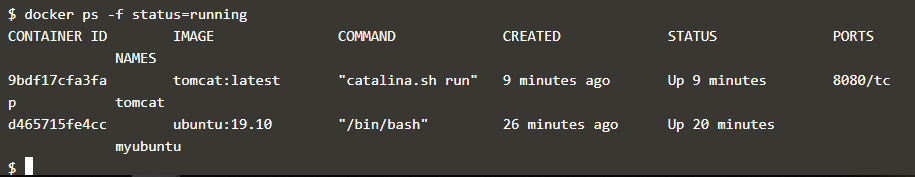 $ docker ps -f status=running
CONTAINER ID        IMAGE               COMMAND             CREATED             STATUS              PORTS
             NAMES
9bdf17cfa3fa        tomcat:latest       "catalina.sh run"   9 minutes ago       Up 9 minutes        8080/tc
p            tomcat
d465715fe4cc        ubuntu:19.10        "/bin/bash"         26 minutes ago      Up 20 minutes
             myubuntu
$